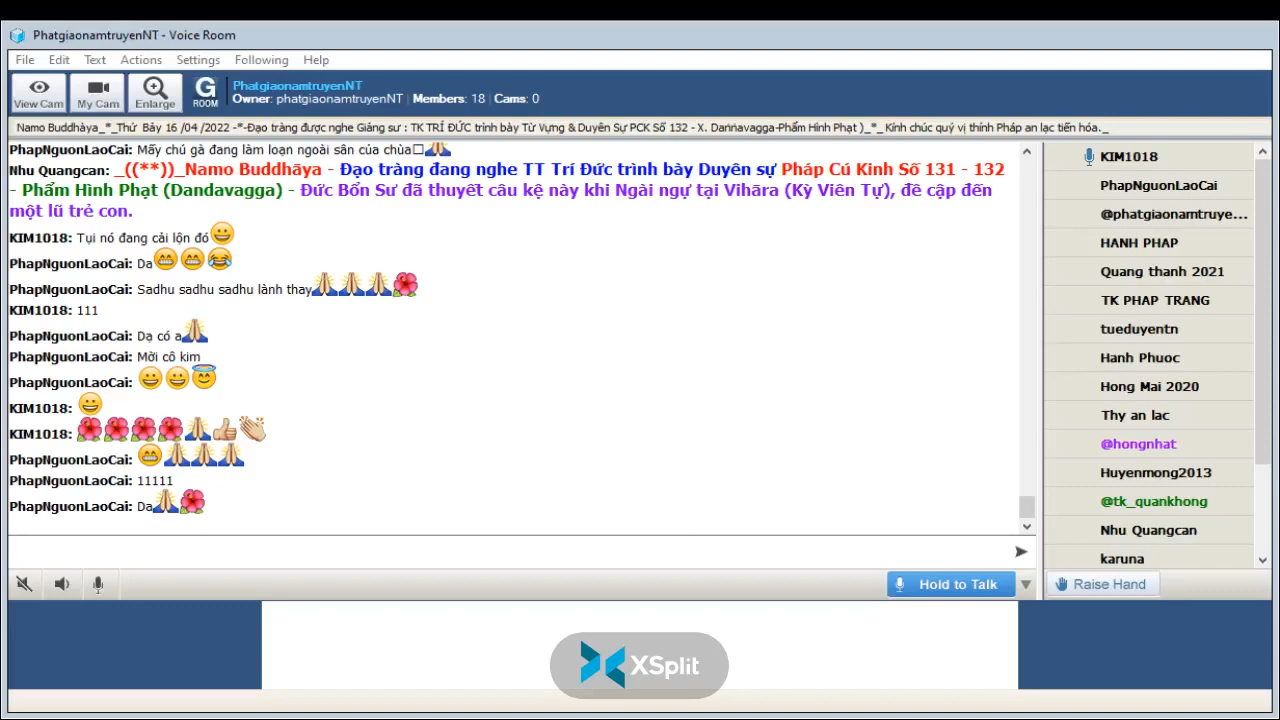 PhatgiaonamtruyenNT - Voice Room
File Edit Text Actions Settings Following Help
View Cam My Cam Enlarge G ROOM
PhatgiaonamtruyenNT
Owner: phatgiaonamtruyenNT | Members: 18 | Cams: 0
Namo Buddhàya_*_Thứ Bảy 16 /04 /2022 -*-Đạo tràng được nghe Giảng sư : TK TRÍ ĐỨC trình bày Từ Vựng & Duyên Sự PCK Số 132 - X. Daṇṇavagga-Phẩm Hình Phạt )_*_ Kính chúc quý vị thính Pháp an lạc tiến hóa._
PhapNguonLaoCai: Mấy chú gà đang làm loạn ngoài sân của chùa
Nhu Quangcan: _((**))_Namo Buddhāya - Đạo tràng đang nghe TT Trí Đức trình bày Duyên sự Pháp Cú Kinh Số 131 - 132
- Phẩm Hình Phạt (Dandavagga) - Đức Bổn Sư đã thuyết câu kệ này khi Ngài ngự tại Vihāra (Kỳ Viên Tự), đề cập đến
một lũ trẻ con.
KIM1018: Tụi nó đang cải lộn đó
PhapNguonLaoCai: Da
PhapNguonLaoCai: Sadhu sadhu sadhu lành thay
KIM1018: 111
PhapNguonLaoCai: Dạ có a
PhapNguonLaoCai: Mời cô kim
PhapNguonLaoCai:
KIM1018:
KIM1018:
PhapNguonLaoCai:
PhapNguonLaoCai: 11111
PhapNguonLaoCai: Da
KIM1018
PhapNguonLaoCai
@phatgiaonamtruye...
HANH PHAP
Quang thanh 2021
TK PHAP TRANG
tueduyentn
Hanh Phuoc
Hong Mai 2020
Thy an lac
@hongnhat
Huyenmong2013
@tk_quankhong
Nhu Quangcan
karuna
Hold to Talk
Raise Hand
XSplit